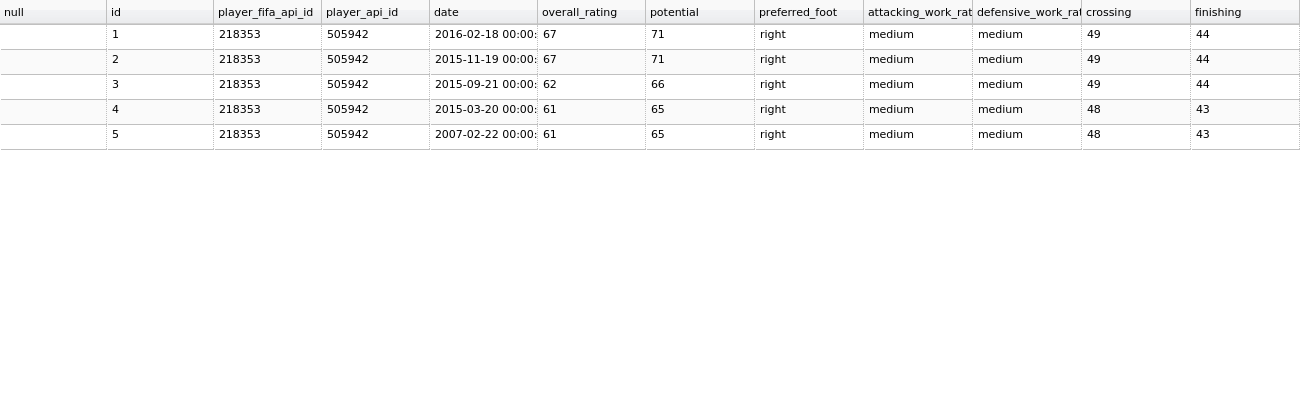 null id player_fifa_api_id player_api_id date overall_rating potential preferred_foot attacking_work_rat defensive_work_rat crossing finishing
1 218353 505942 2016-02-18 00:00: 67 71 right medium medium 49 44
2 218353 505942 2015-11-19 00:00: 67 71 right medium medium 49 44
3 218353 505942 2015-09-21 00:00: 62 66 right medium medium 49 44
4 218353 505942 2015-03-20 00:00: 61 65 right medium medium 48 43
5 218353 505942 2007-02-22 00:00: 61 65 right medium medium 48 43